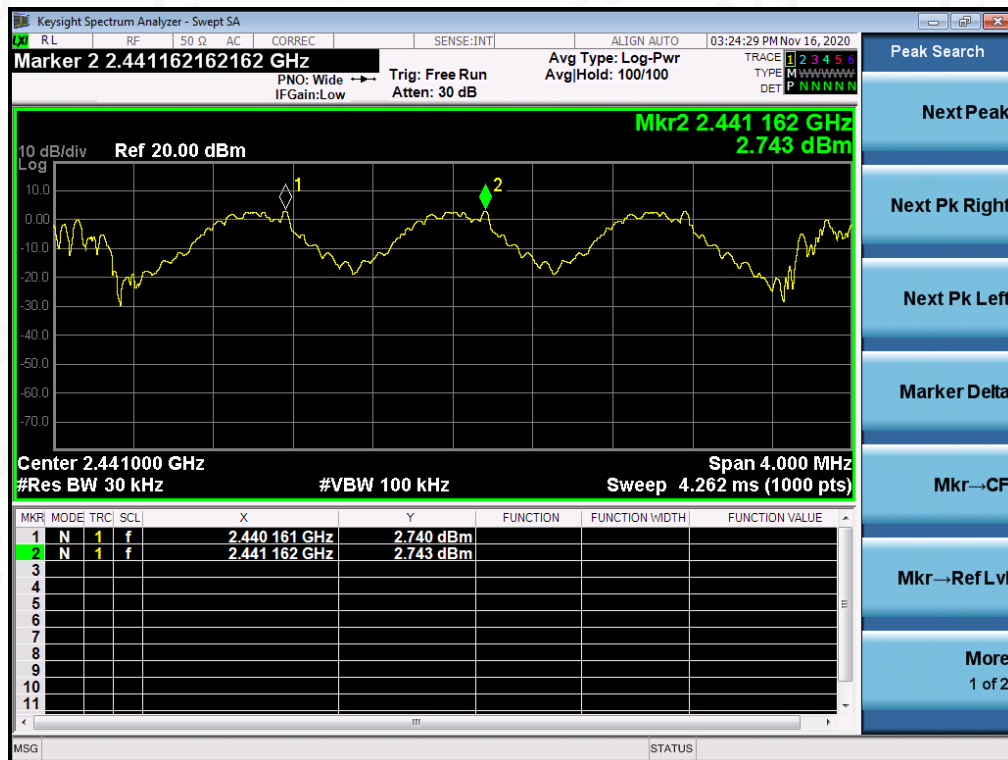 Keysight Spectrum Analyzer - Swept SA
LXI RL RF 50 Ω AC CORREC SENSE:INT ALIGN AUTO 03:24:29 PM Nov 16, 2020
Marker 2 2.441162162162 GHz
PNO: Wide
IFGain:Low
Trig: Free Run
Atten: 30 dB
Avg Type: Log-Pwr
Avg|Hold: 100/100
TRACE 1 2 3 4 5 6
TYPE M WWWWW
DET P N N N N N
Peak Search
Mkr2 2.441 162 GHz
2.743 dBm
10 dB/div Ref 20.00 dBm
Log
10.0
0.00
-10.0
-20.0
-30.0
-40.0
-50.0
-60.0
-70.0
1
2
Center 2.441000 GHz Span 4.000 MHz
#Res BW 30 kHz #VBW 100 kHz Sweep 4.262 ms (1000 pts)
MKR MODE TRC SCL X Y FUNCTION FUNCTION WIDTH FUNCTION VALUE
1 N 1 f 2.440 161 GHz 2.740 dBm
2 N 1 f 2.441 162 GHz 2.743 dBm
3
4
5
6
7
8
9
10
11
MSG STATUS
Next Peak
Next Pk Right
Next Pk Left
Marker Delta
Mkr→CF
Mkr→Ref Lvl
More
1 of 2